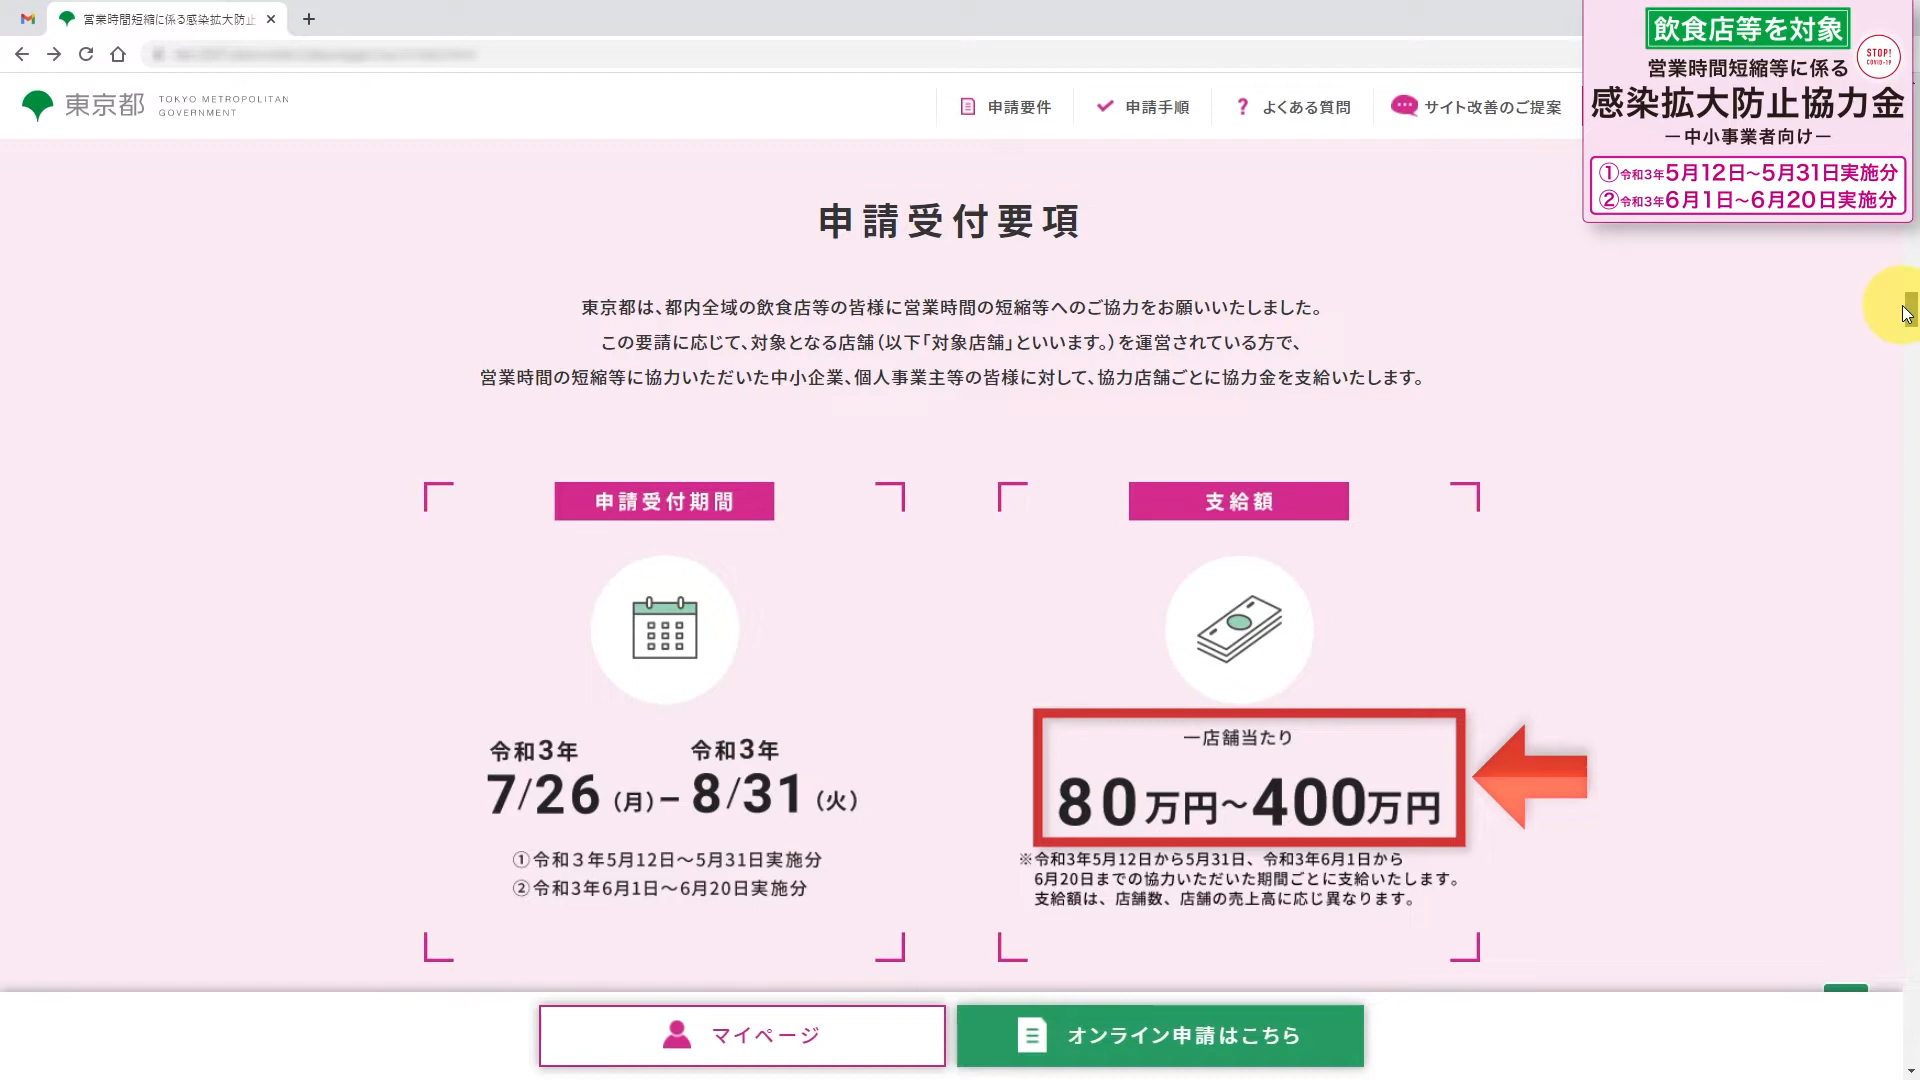 営業時間短縮に係る感染拡大防止
東京都
TOKYO METROPOLITAN
GOVERNMENT
申請要件
申請手順
? よくある質問
サイト改善のご提案
飲食店等を対象
STOP!
COVID-19
営業時間短縮等に係る
感染拡大防止協力金
ー中小事業者向けー
①令和3年5月12日~5月31日実施分
②令和3年6月1日~6月20日実施分
申請受付要項
東京都は、都内全域の飲食店等の皆様に営業時間の短縮等へのご協力をお願いいたしました。
この要請に応じて、対象となる店舗（以下「対象店舗」といいます。）を運営されている方で、
営業時間の短縮等に協力いただいた中小企業、個人事業主等の皆様に対して、協力店舗ごとに協力金を支給いたします。
申請受付期間
令和3年 令和3年
7/26（月）– 8/31（火）
①令和３年5月12日～5月31日実施分
②令和3年6月1日～6月20日実施分
支給額
一店舗当たり
80万円～400万円
※令和3年5月12日から5月31日、令和3年6月1日から
6月20日までの協力いただいた期間ごとに支給いたします。
支給額は、店舗数、店舗の売上高に応じ異なります。
マイページ
オンライン申請はこちら